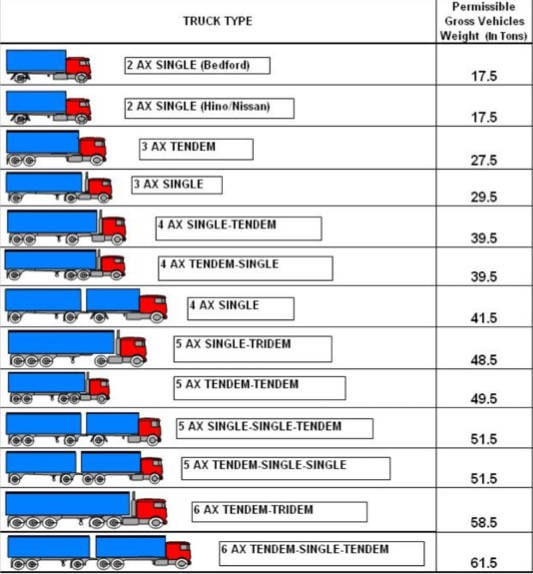 TRUCK TYPE
Permissible
Gross Vehicles
Weight (In Tons)
2 AX SINGLE (Bedford)
17.5
2 AX SINGLE (Hino/Nissan)
17.5
3 AX TENDEM
27.5
3 AX SINGLE
29.5
4 AX SINGLE-TENDEM
39.5
4 AX TENDEM-SINGLE
39.5
4 AX SINGLE
41.5
5 AX SINGLE-TRIDEM
48.5
5 AX TENDEM-TENDEM
49.5
5 AX SINGLE-SINGLE-TENDEM
51.5
5 AX TENDEM-SINGLE-SINGLE
51.5
6 AX TENDEM-TRIDEM
58.5
6 AX TENDEM-SINGLE-TENDEM
61.5